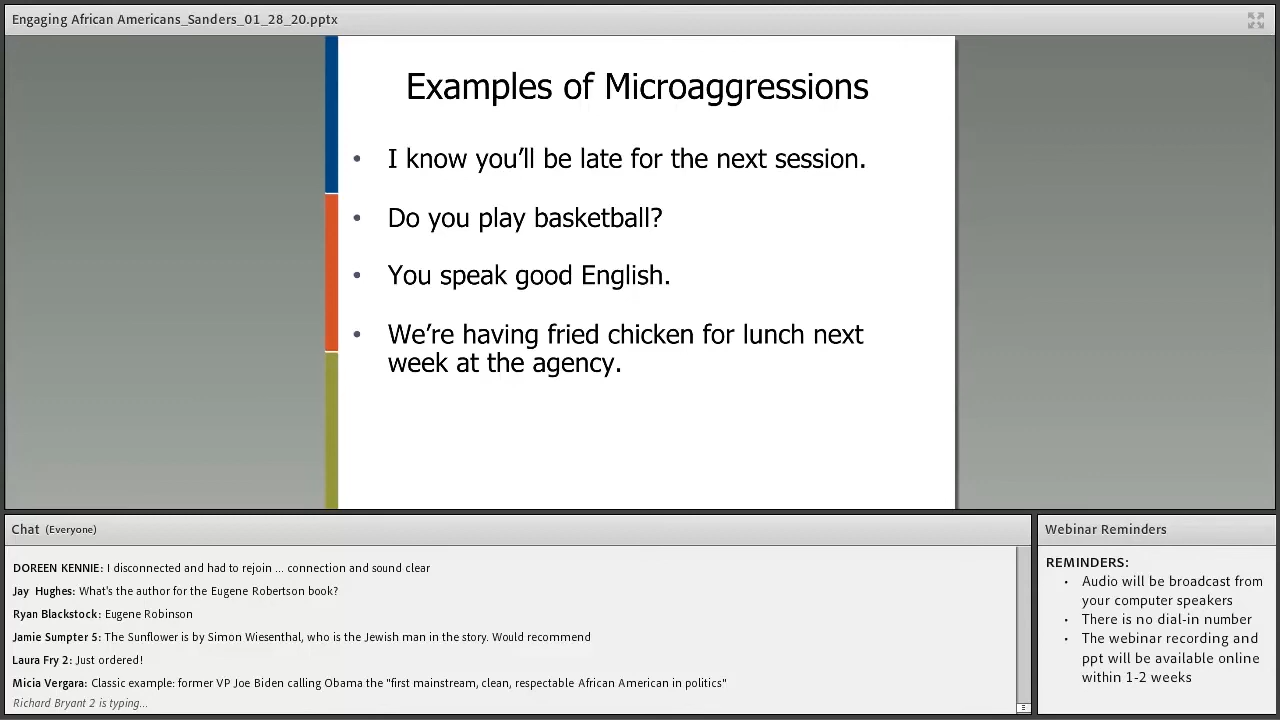 Engaging African Americans_Sanders_01_28_20.pptx
Examples of Microaggressions
• I know you’ll be late for the next session.
• Do you play basketball?
• You speak good English.
• We’re having fried chicken for lunch next
week at the agency.
Chat (Everyone)
DOREEN KENNIE: I disconnected and had to rejoin ... connection and sound clear
Jay Hughes: What's the author for the Eugene Robertson book?
Ryan Blackstock: Eugene Robinson
Jamie Sumpter 5: The Sunflower is by Simon Wiesenthal, who is the Jewish man in the story. Would recommend
Laura Fry 2: Just ordered!
Micia Vergara: Classic example: former VP Joe Biden calling Obama the "first mainstream, clean, respectable African American in politics"
Richard Bryant 2 is typing...
Webinar Reminders
REMINDERS:
• Audio will be broadcast from
your computer speakers
• There is no dial-in number
• The webinar recording and
ppt will be available online
within 1-2 weeks